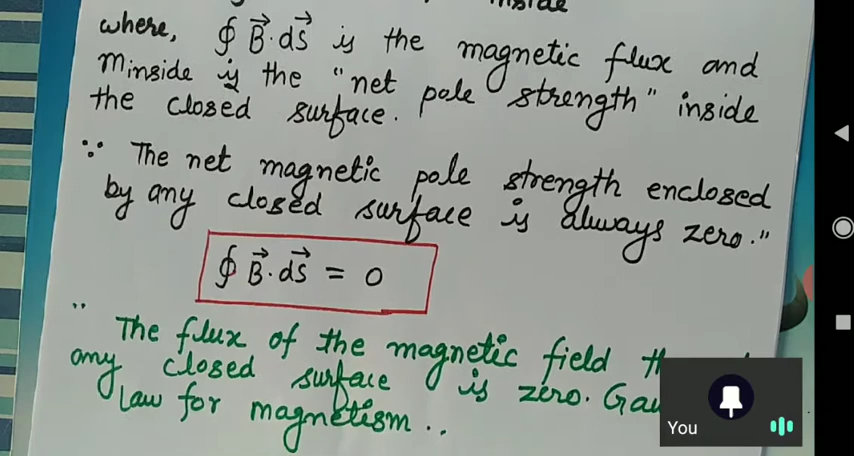 inside
where, ∮ B⃗.ds⃗ is the magnetic flux and
minside is the "net pole strength" inside
the closed surface.
∵ The net magnetic pole strength enclosed
by any closed surface is always zero."
∮ B⃗.ds⃗ = 0
" The flux of the magnetic field
any closed surface is zero.
law for magnetism..
You